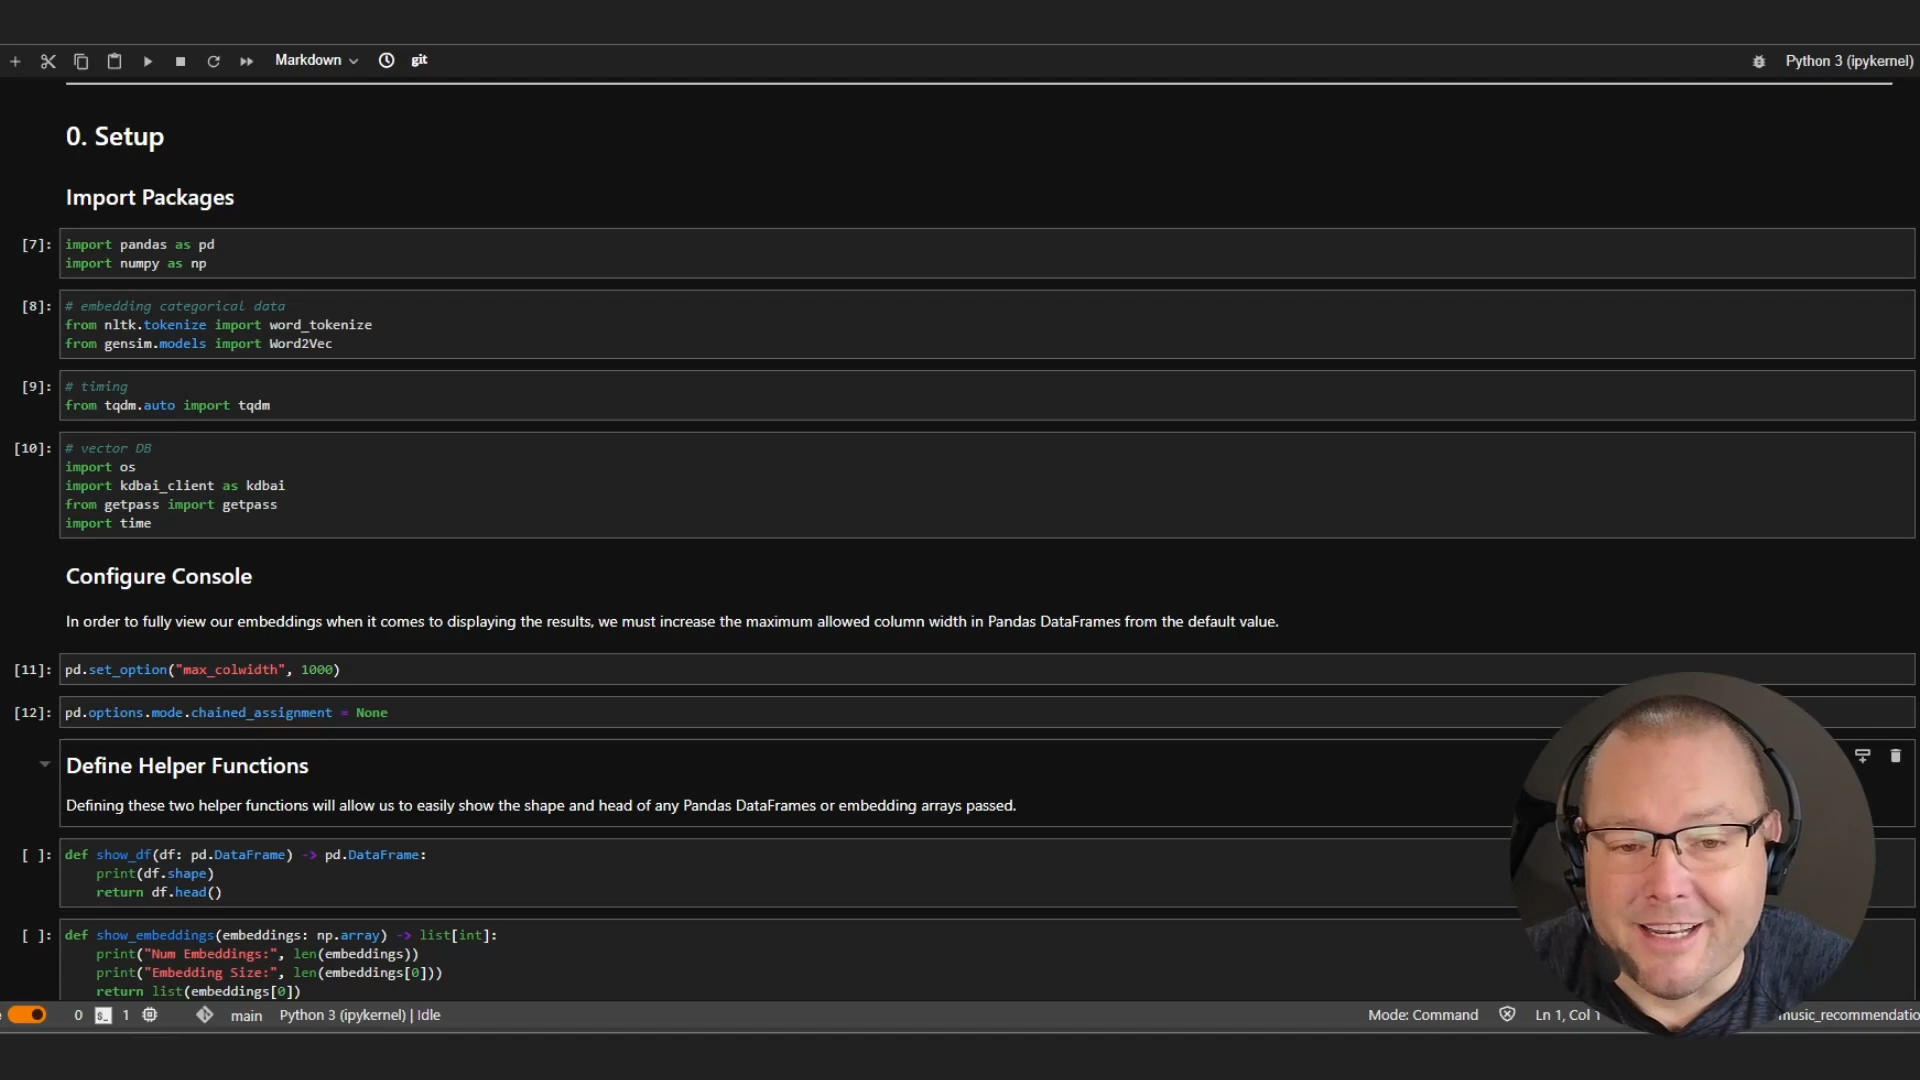 Markdown
git
Python 3 (ipykernel)
0. Setup
Import Packages
[7]:
import pandas as pd
import numpy as np
[8]:
# embedding categorical data
from nltk.tokenize import word_tokenize
from gensim.models import Word2Vec
[9]:
# timing
from tqdm.auto import tqdm
[10]:
# vector DB
import os
import kdbai_client as kdbai
from getpass import getpass
import time
Configure Console
In order to fully view our embeddings when it comes to displaying the results, we must increase the maximum allowed column width in Pandas DataFrames from the default value.
[11]:
pd.set_option("max_colwidth", 1000)
[12]:
pd.options.mode.chained_assignment = None
Define Helper Functions
Defining these two helper functions will allow us to easily show the shape and head of any Pandas DataFrames or embedding arrays passed.
[ ]:
def show_df(df: pd.DataFrame) -> pd.DataFrame:
print(df.shape)
return df.head()
[ ]:
def show_embeddings(embeddings: np.array) -> list[int]:
print("Num Embeddings:", len(embeddings))
print("Embedding Size:", len(embeddings[0]))
return list(embeddings[0])
0
1
main
Python 3 (ipykernel) | Idle
Mode: Command
Ln 1, Col 1
music_recommendatio